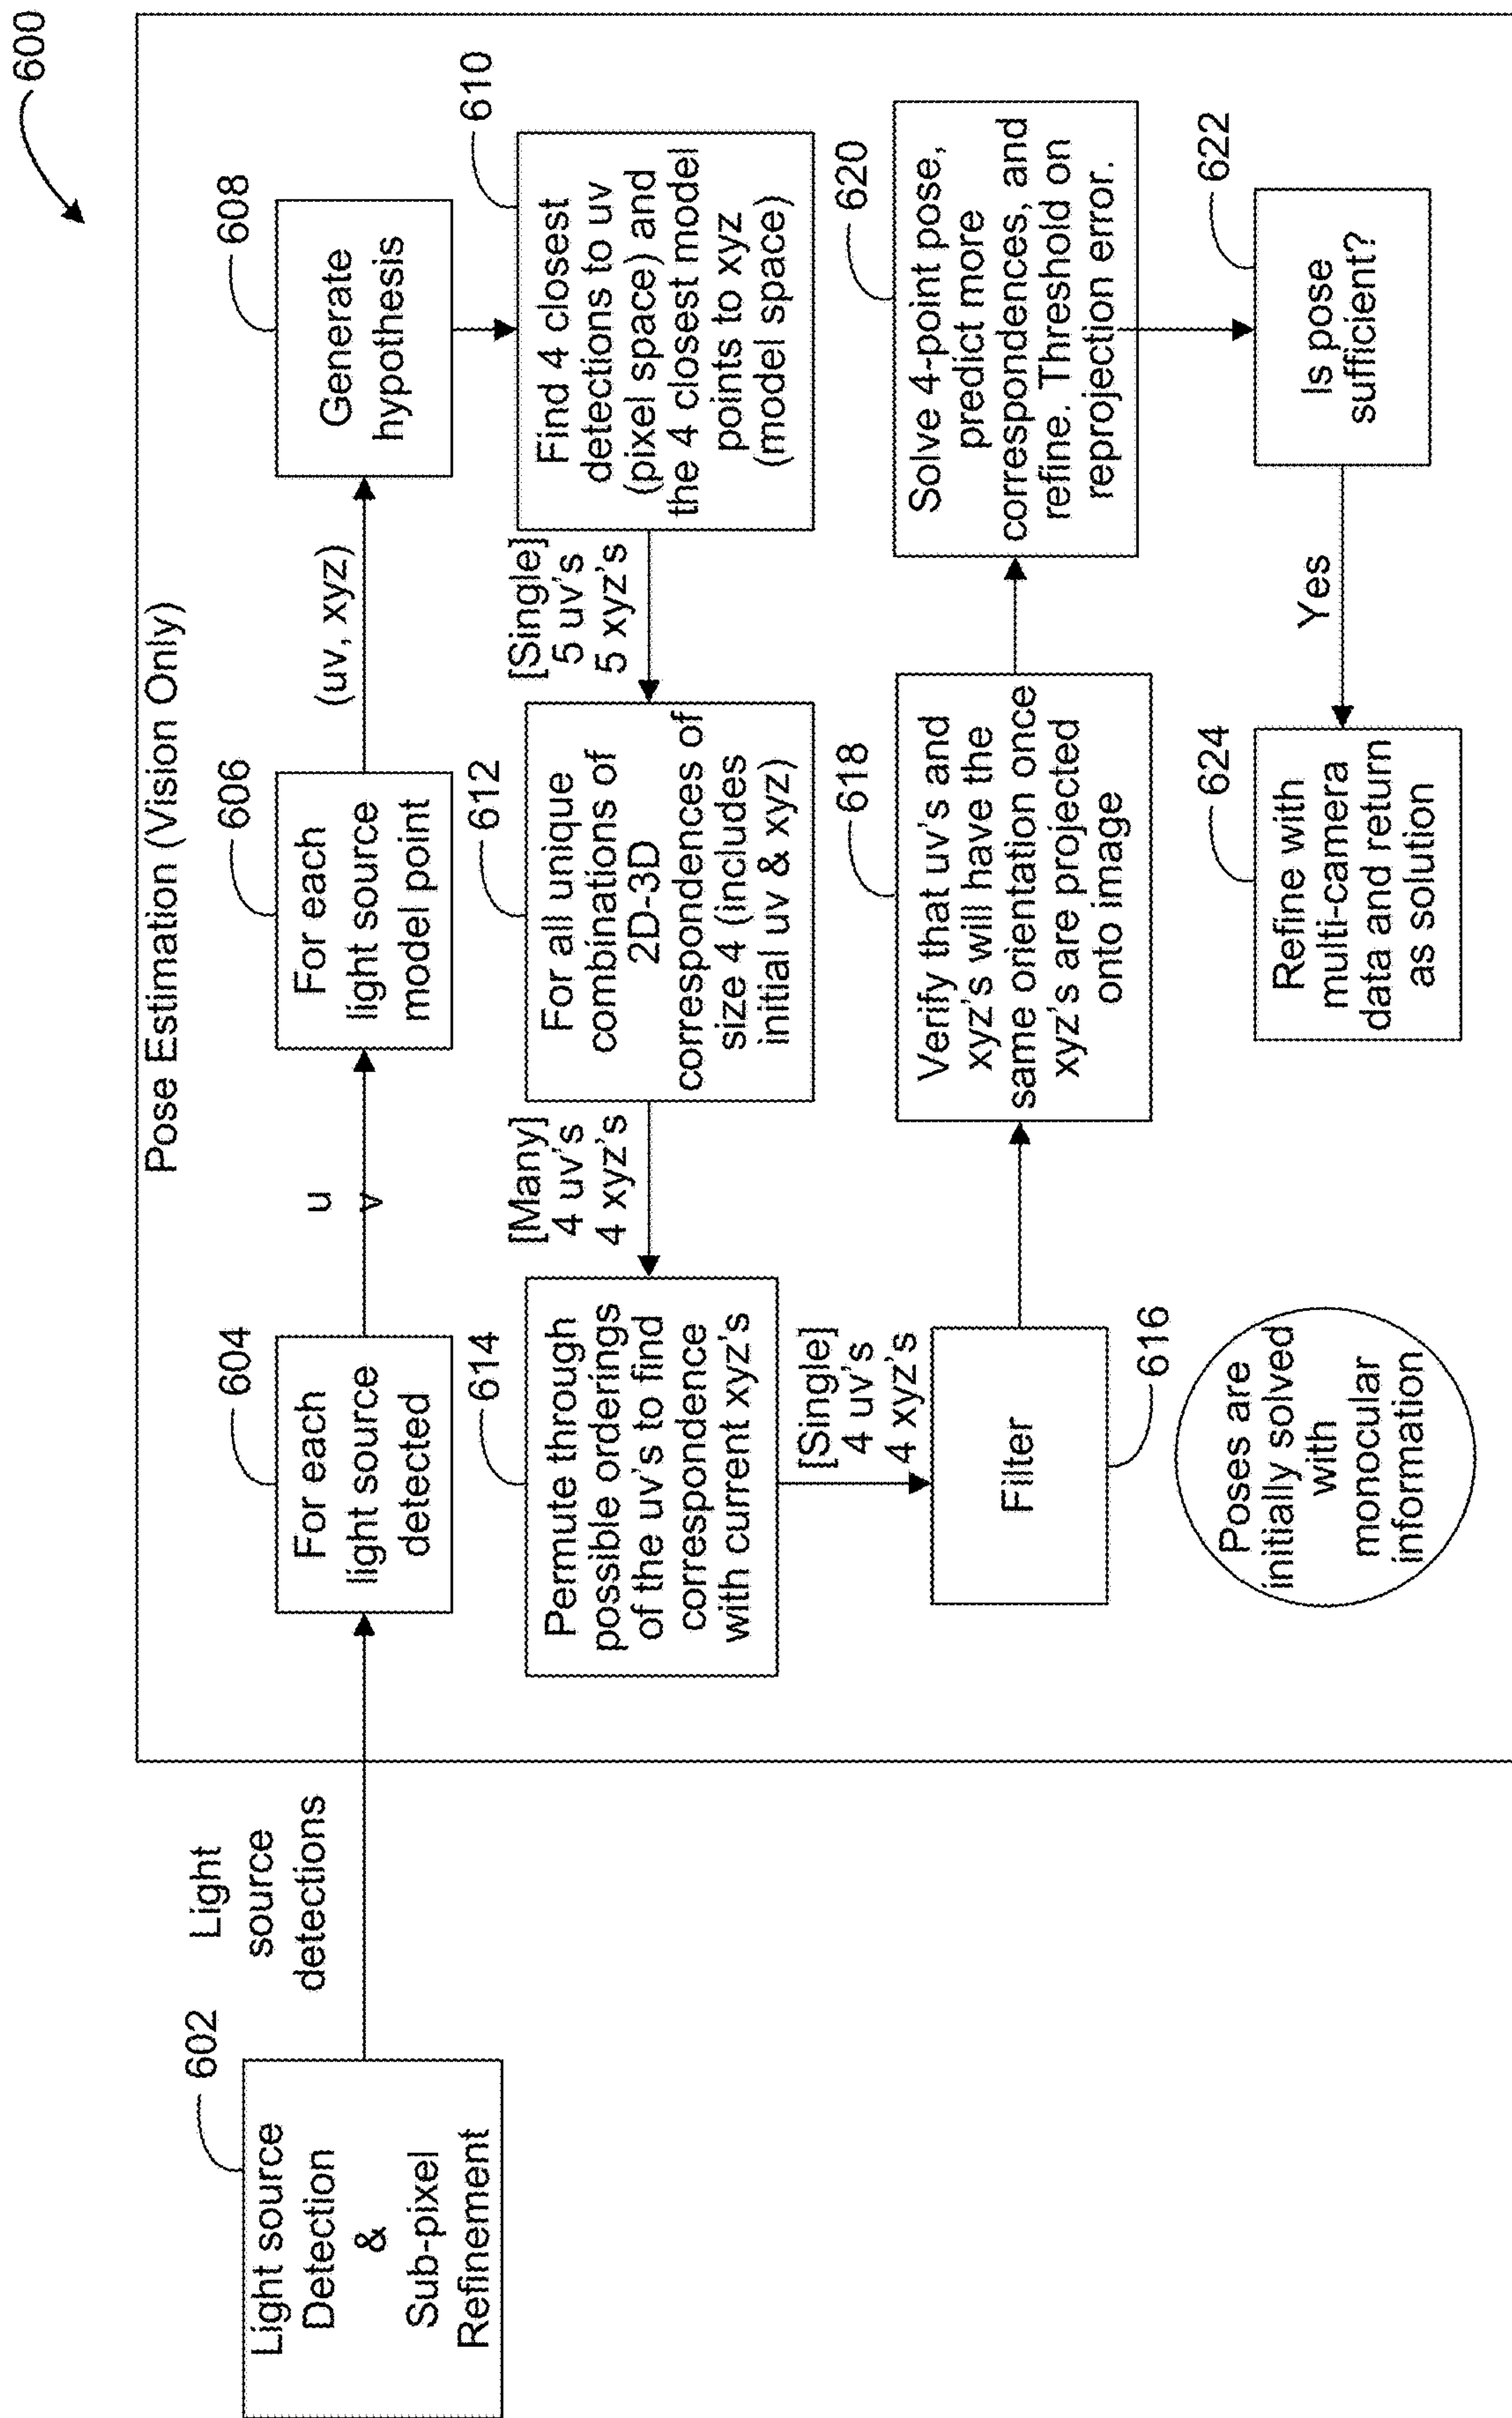 600
Pose Estimation (Vision Only)
602
Light source
Detection
&
Sub-pixel
Refinement
Light
source
detections
604
For each
light source
detected
u
v
606
For each
light source
model point
(uv, xyz)
608
Generate
hypothesis
610
Find 4 closest
detections to uv
(pixel space) and
the 4 closest model
points to xyz
(model space)
[Single]
5 uv's
5 xyz's
612
For all unique
combinations of
2D-3D
correspondences of
size 4 (includes
initial uv & xyz)
[Many]
4 uv's
4 xyz's
614
Permute through
possible orderings
of the uv's to find
correspondence
with current xyz's
[Single]
4 uv's
4 xyz's
Filter
616
618
Verify that uv's and
xyz's will have the
same orientation once
xyz's are projected
onto image
620
Solve 4-point pose,
predict more
correspondences, and
refine. Threshold on
reprojection error.
622
Is pose
sufficient?
Yes
624
Refine with
multi-camera
data and return
as solution
Poses are
initially solved
with
monocular
information